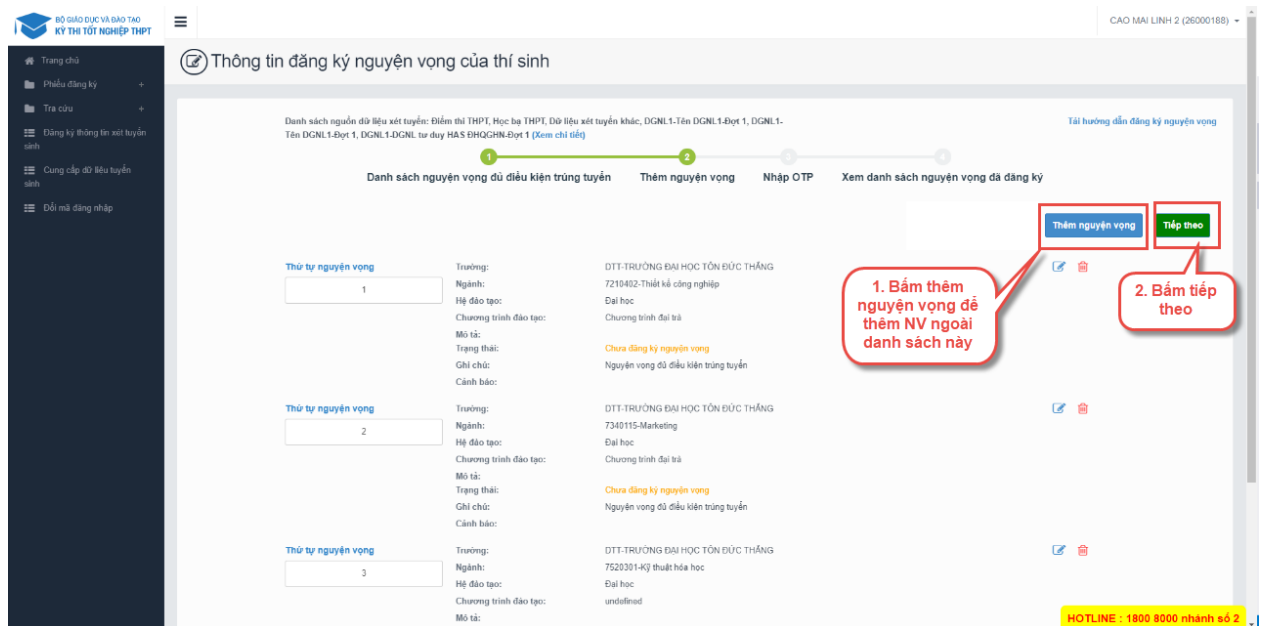 BỘ GIÁO DỤC VÀ ĐÀO TẠO
KỲ THI TỐT NGHIỆP THPT
CAO MAI LINH 2 (26000188)
Trang chủ
Phiếu đăng ký +
Tra cứu +
Đăng ký thông tin xét tuyển
sinh
Cung cấp dữ liệu tuyển
sinh
Đổi mã đăng nhập
Thông tin đăng ký nguyện vọng của thí sinh
Danh sách nguồn dữ liệu xét tuyển: Điểm thi THPT, Học bạ THPT, Dữ liệu xét tuyển khác, DGNL1-Tên DGNL1-Đợt 1, DGNL1-
Tên DGNL1-Đợt 1, DGNL1-DGNL tư duy HAS ĐHQGHN-Đợt 1 (Xem chi tiết)
Tải hướng dẫn đăng ký nguyện vọng
1 2 3 4
Danh sách nguyện vọng đủ điều kiện trúng tuyển Thêm nguyện vọng Nhập OTP Xem danh sách nguyện vọng đã đăng ký
Thêm nguyện vọng Tiếp theo
1. Bấm thêm
nguyện vọng để
thêm NV ngoài
danh sách này
2. Bấm tiếp
theo
Thứ tự nguyện vọng
1
Trường: DTT-TRƯỜNG ĐẠI HỌC TÔN ĐỨC THẮNG
Ngành: 7210402-Thiết kế công nghiệp
Hệ đào tạo: Đại học
Chương trình đào tạo: Chương trình đại trà
Mô tả:
Trạng thái: Chưa đăng ký nguyện vọng
Ghi chú: Nguyện vọng đủ điều kiện trúng tuyển
Cảnh báo:
Thứ tự nguyện vọng
2
Trường: DTT-TRƯỜNG ĐẠI HỌC TÔN ĐỨC THẮNG
Ngành: 7340115-Marketing
Hệ đào tạo: Đại học
Chương trình đào tạo: Chương trình đại trà
Mô tả:
Trạng thái: Chưa đăng ký nguyện vọng
Ghi chú: Nguyện vọng đủ điều kiện trúng tuyển
Cảnh báo:
Thứ tự nguyện vọng
3
Trường: DTT-TRƯỜNG ĐẠI HỌC TÔN ĐỨC THẮNG
Ngành: 7520301-Kỹ thuật hóa học
Hệ đào tạo: Đại học
Chương trình đào tạo: undefined
Mô tả:
HOTLINE : 1800 8000 nhánh số 2